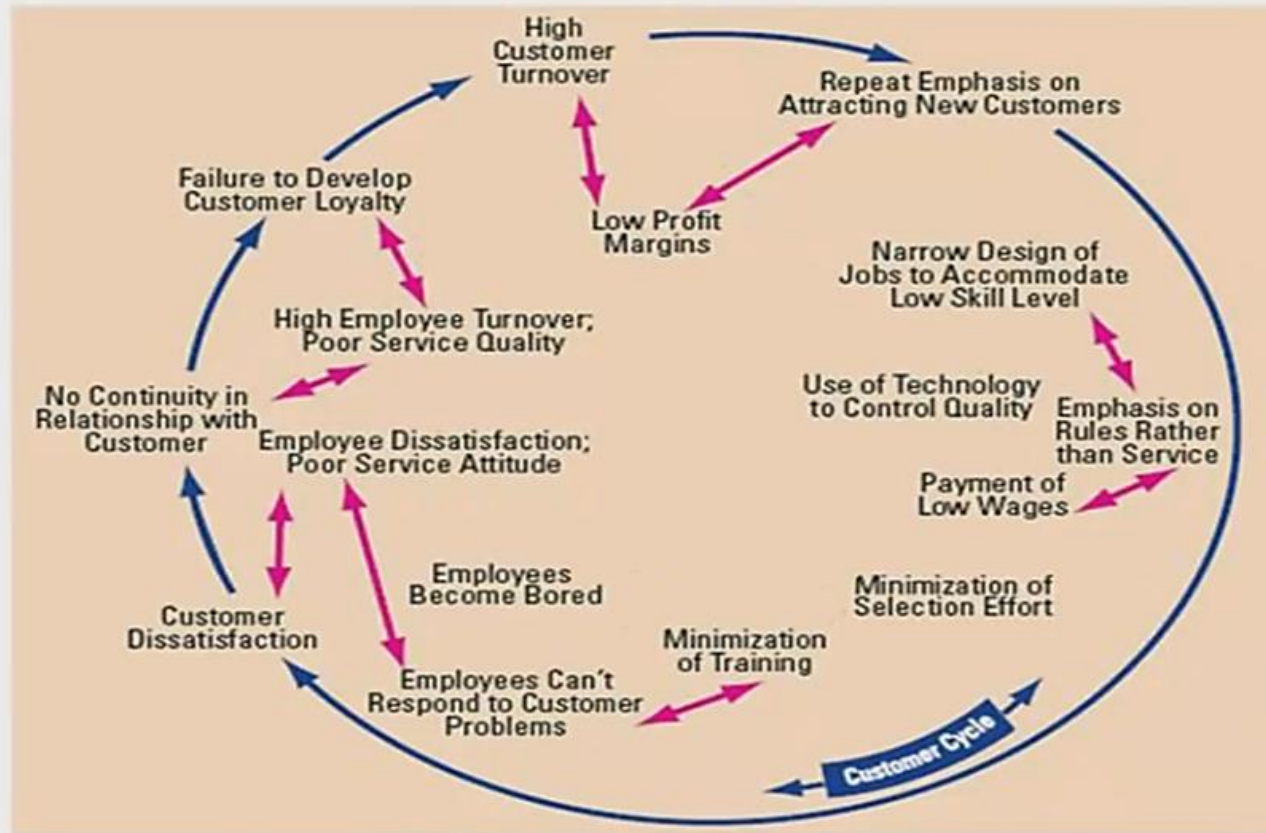 High
Customer
Turnover
Repeat Emphasis on
Attracting New Customers
Failure to Develop
Customer Loyalty
Low Profit
Margins
Narrow Design of
Jobs to Accommodate
Low Skill Level
High Employee Turnover;
Poor Service Quality
Use of Technology
to Control Quality
Emphasis on
Rules Rather
than Service
No Continuity in
Relationship with
Customer
Employee Dissatisfaction;
Poor Service Attitude
Payment of
Low Wages
Employees
Become Bored
Minimization of
Selection Effort
Customer
Dissatisfaction
Minimization
of Training
Employees Can't
Respond to Customer
Problems
Customer Cycle